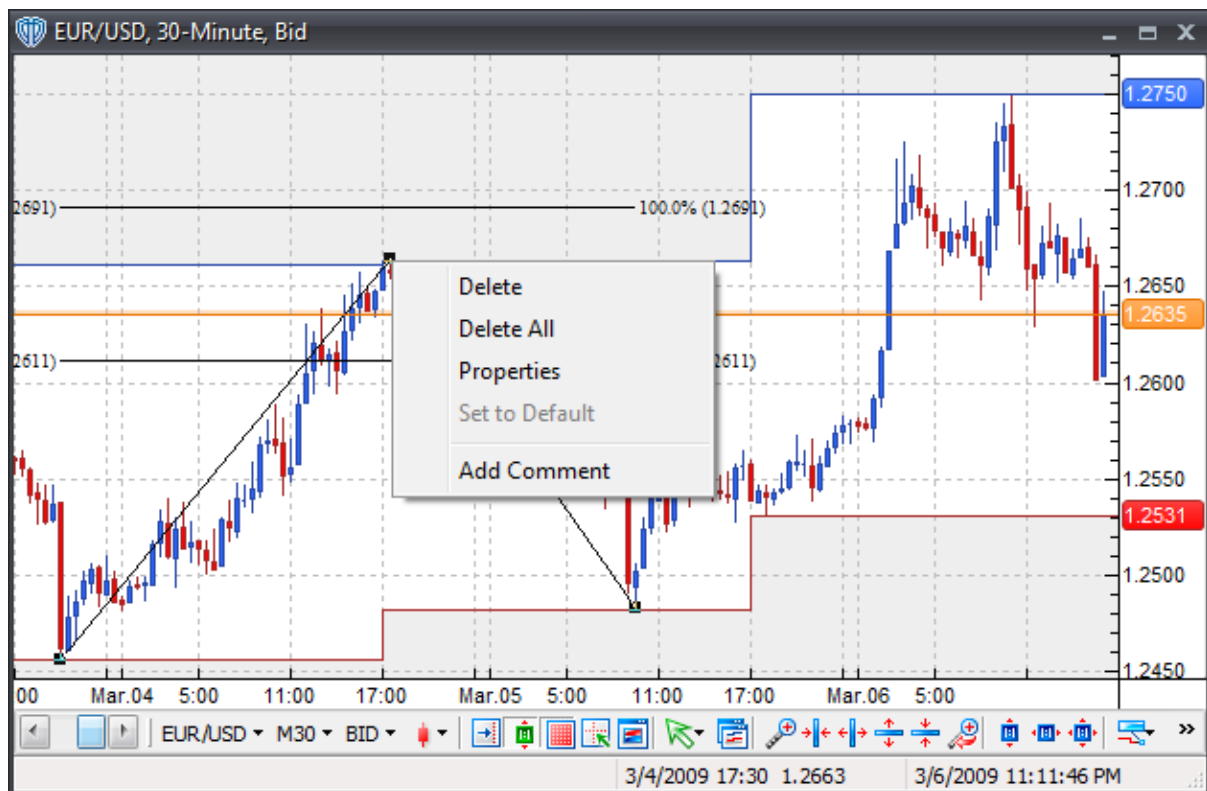 EUR/USD, 30-Minute, Bid
1.2750
1.2700
2691)
100.0% (1.2691)
1.2650
1.2635
2611)
2611)
1.2600
1.2550
1.2531
1.2500
1.2450
Delete
Delete All
Properties
Set to Default
Add Comment
:00 Mar.04 5:00 11:00 17:00 Mar.05 5:00 11:00 17:00 Mar.06 5:00
EUR/USD M30 BID »
3/4/2009 17:30 1.2663 3/6/2009 11:11:46 PM